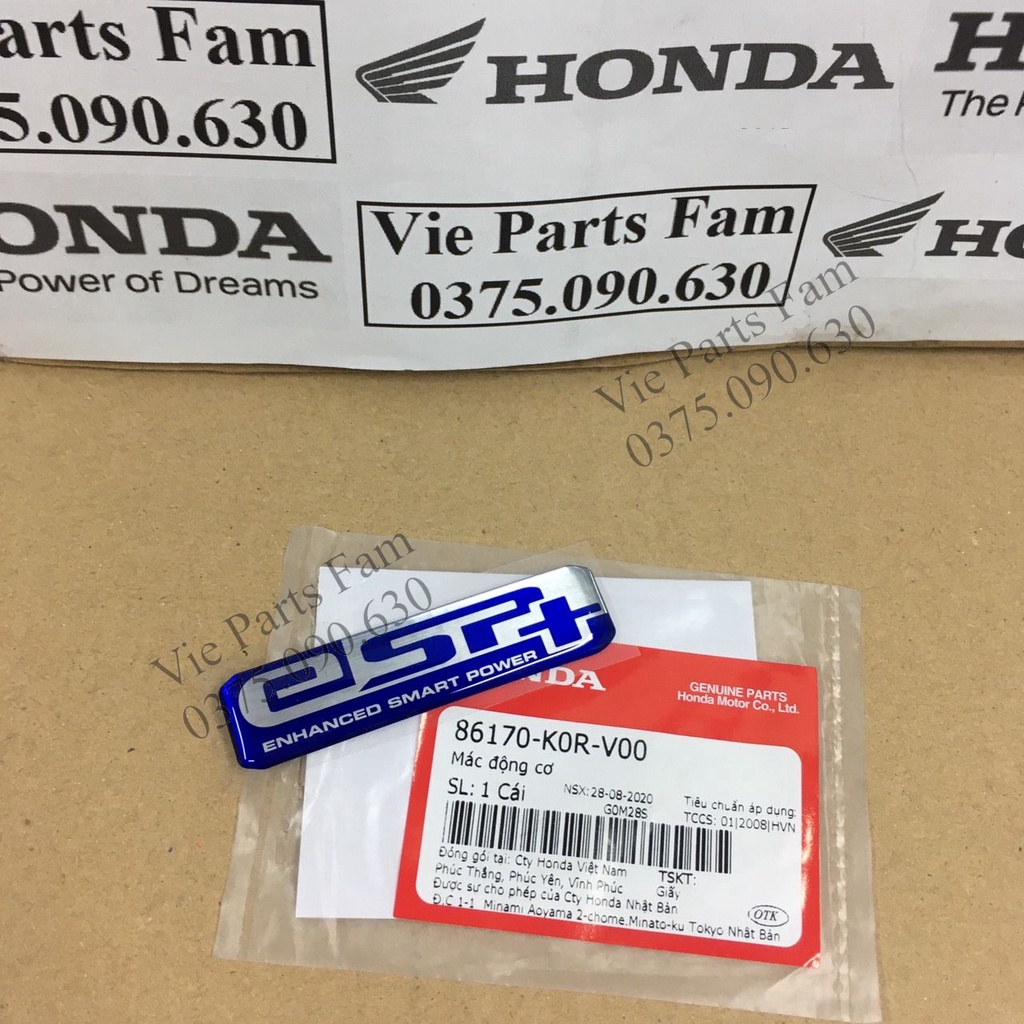 arts Fam
5.090.630
HONDA
H
The
ONDA
Power of Dreams
Vie Parts Fam
0375.090.630
HO
Vie Parts Fam
0375.090.630
Vie Parts Fam
0375.090.630
esp+
ENHANCED SMART POWER
NDA
GENUINE PARTS
Honda Motor Co., Ltd.
86170-K0R-V00
Mác động cơ
SL: 1 Cái
NSX: 28-08-2020
G0M28S
Tiêu chuẩn áp dụng:
TCCS: 01|2008|HVN
Đóng gói tại: Cty Honda Việt Nam
Phúc Thắng, Phúc Yên, Vĩnh Phúc
TSKT:
Giấy
Được sự cho phép của Cty Honda Nhật Bản
Đ.C 1-1 Minami Aoyama 2-chome.Minato-ku Tokyo Nhật Bản
OTK